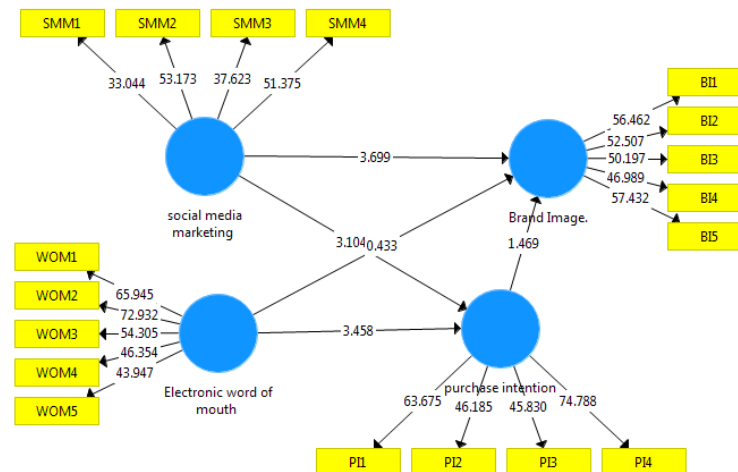 SMM1
SMM2
SMM3
SMM4
33.044
53.173
37.623
51.375
BI1
BI2
BI3
BI4
BI5
56.462
52.507
50.197
46.989
57.432
3.699
social media
marketing
Brand Image.
3.104
0.433
1.469
WOM1
WOM2
WOM3
WOM4
WOM5
65.945
72.932
54.305
46.354
43.947
3.458
Electronic word of
mouth
purchase intention
63.675
46.185
45.830
74.788
PI1
PI2
PI3
PI4